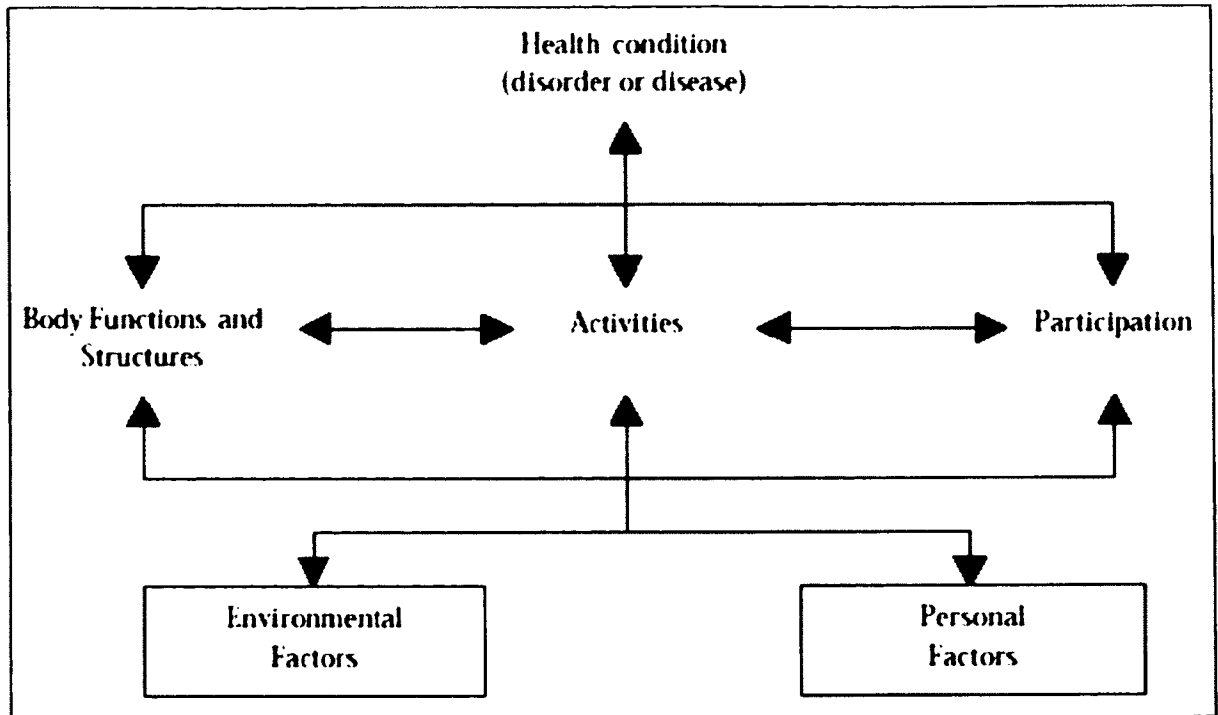 Health condition
(disorder or disease)
Body Functions and
Structures
Activities
Participation
Environmental
Factors
Personal
Factors